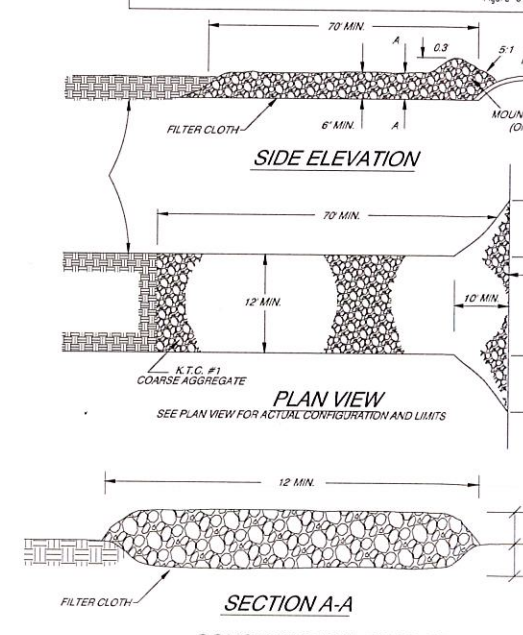 70' MIN.
A
0.3
5:1
FILTER CLOTH
6" MIN.
A
SIDE ELEVATION
70' MIN.
12' MIN.
10' MIN.
K.T.C. #1
COARSE AGGREGATE
PLAN VIEW
SEE PLAN VIEW FOR ACTUAL CONFIGURATION AND LIMITS
12' MIN.
FILTER CLOTH
SECTION A-A